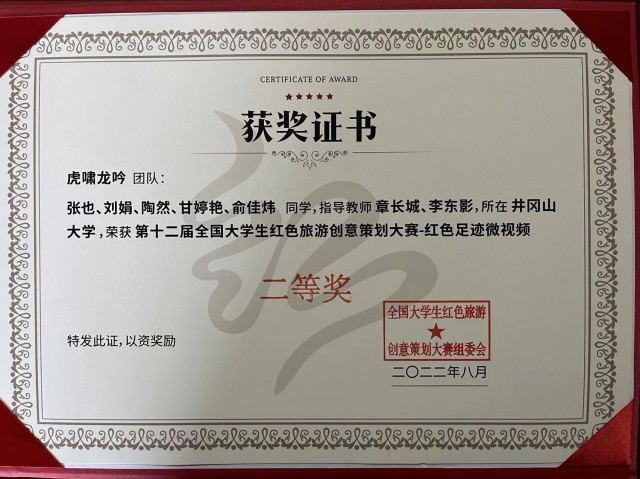 CERTIFICATE OF AWARD
获奖证书
虎啸龙吟 团队：
张也、刘娟、陶然、甘婷艳、俞佳炜 同学，指导教师 章长城、李东影，所在 井冈山
大学，荣获 第十二届全国大学生红色旅游创意策划大赛-红色足迹微视频
二等奖
特发此证，以资奖励
全国大学生红色旅游
创意策划大赛组委会
二〇二二年八月